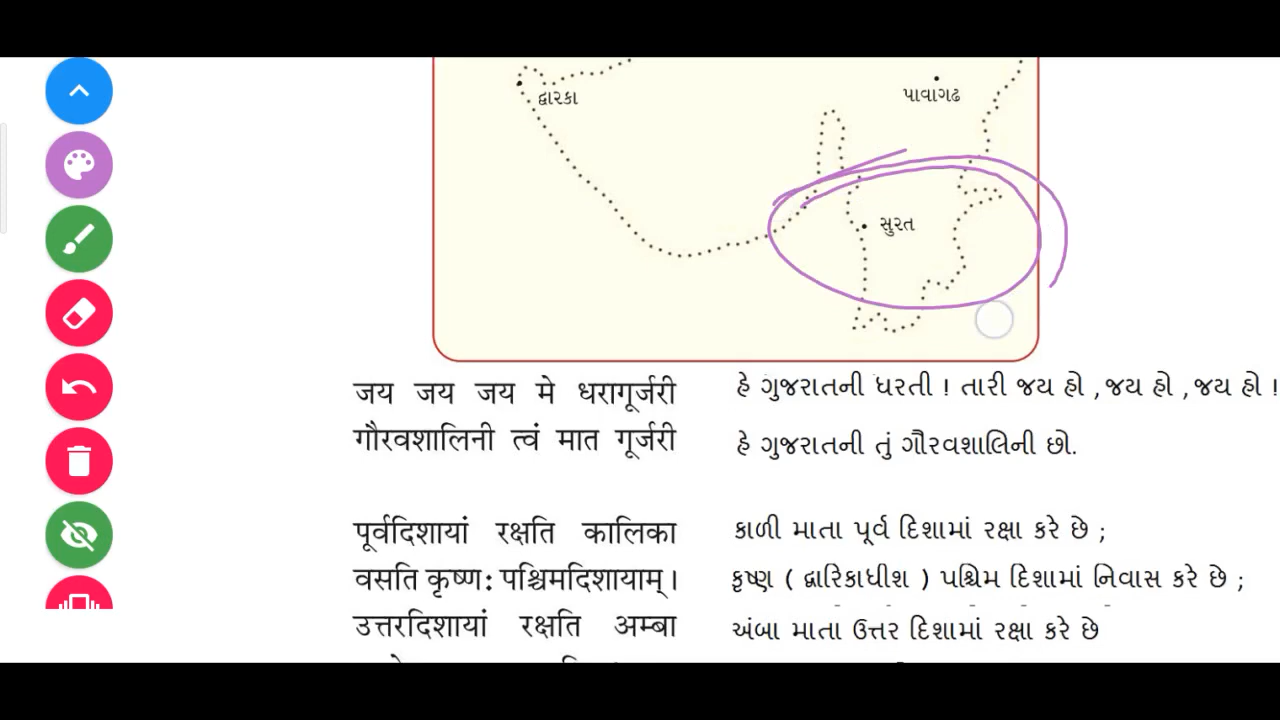 દ્વારકા
પાવાગઢ
સુરત
जय जय जय मे धरागूर्जरी
હે ગુજરાતની ધરતી ! તારી જય હો ,જય હો ,જય હો !
गौरवशालिनी त्वं मात गूर्जरी
હે ગુજરાતની તું ગૌરવશાલિની છો.
पूर्वदिशायां रक्षति कालिका
કાળી માતા પૂર્વ દિશામાં રક્ષા કરે છે ;
वसति कृष्णः पश्चिमदिशायाम् ।
કૃષ્ણ ( દ્વારિકાધીશ ) પશ્ચિમ દિશામાં નિવાસ કરે છે ;
उत्तरदिशायां रक्षति अम्बा
અંબા માતા ઉત્તર દિશામાં રક્ષા કરે છે